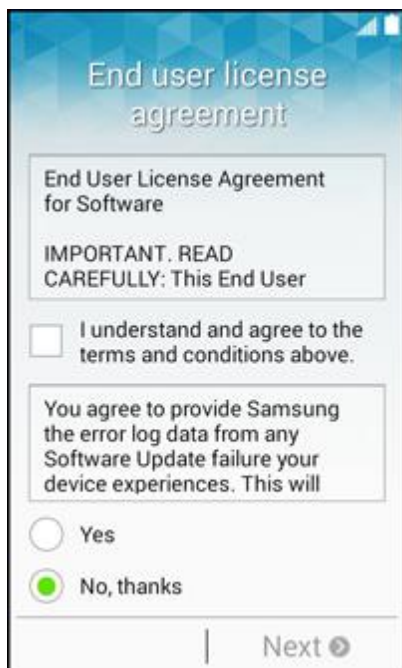 End user license
agreement
End User License Agreement
for Software
IMPORTANT. READ
CAREFULLY: This End User
I understand and agree to the
terms and conditions above.
You agree to provide Samsung
the error log data from any
Software Update failure your
device experiences. This will
Yes
No, thanks
Next